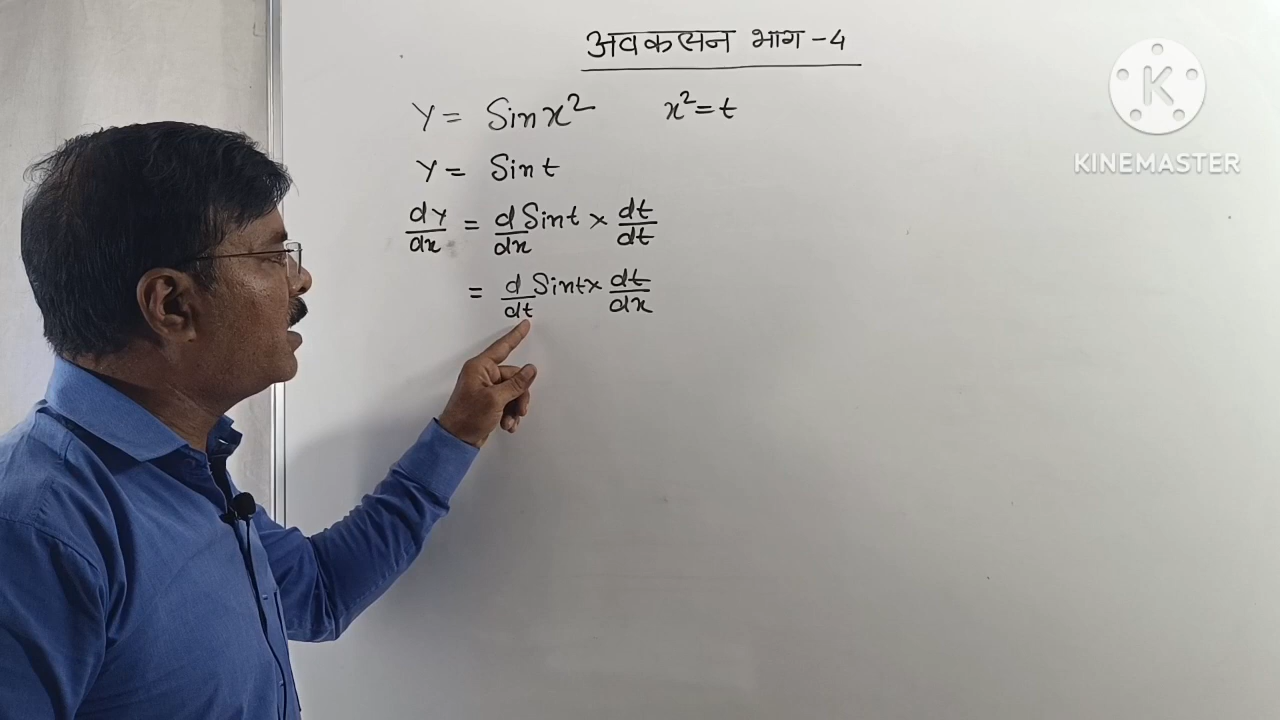 अवकलन भाग -4
Y = Sin x² x² = t
Y = Sin t
dy/dx = d/dx Sin t × dt/dt
= d/dt Sin t × dt/dx
K
KINEMASTER